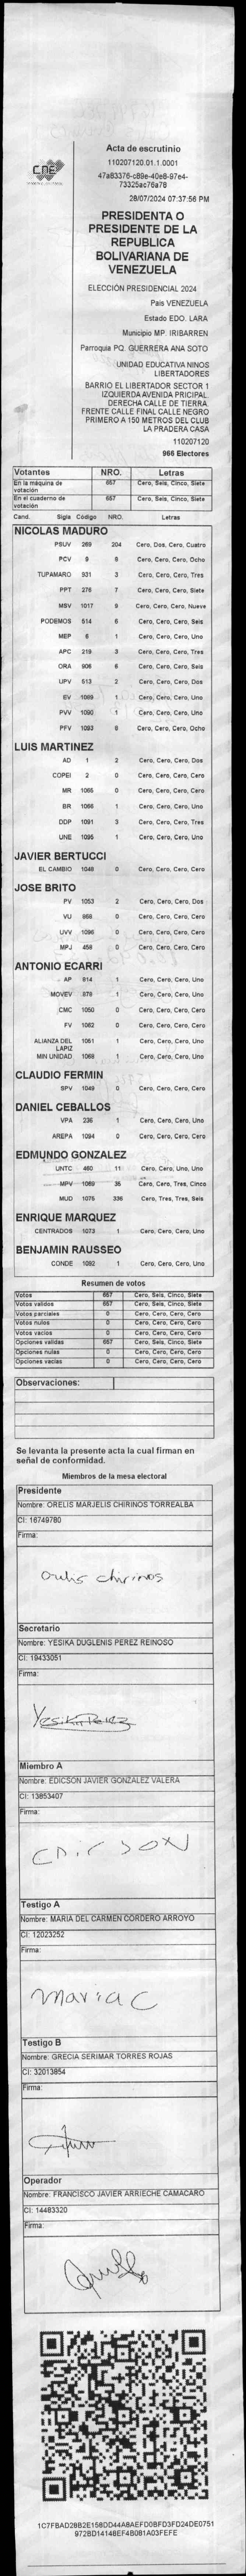 CNE
Acta de escrutinio
110207120.01.1.0001
47a83376-c89e-40e8-97e4-
73325ac76a78
28/07/2024 07:37:56 PM
PRESIDENTA O
PRESIDENTE DE LA
REPUBLICA
BOLIVARIANA DE
VENEZUELA
ELECCIÓN PRESIDENCIAL 2024
Pais VENEZUELA
Estado EDO. LARA
Municipio MP. IRIBARREN
Parroquia PQ. GUERRERA ANA SOTO
UNIDAD EDUCATIVA NINOS
LIBERTADORES
BARRIO EL LIBERTADOR SECTOR 1
IZQUIERDA AVENIDA PRICIPAL.
DERECHA CALLE DE TIERRA.
FRENTE CALLE FINAL CALLE NEGRO
PRIMERO A 150 METROS DEL CLUB
LA PRADERA CASA
110207120
966 Electores
Votantes NRO. Letras
En la máquina de votación 657 Cero, Seis, Cinco, Siete
En el cuaderno de votación 657 Cero, Seis, Cinco, Siete
Cand. Sigla Código NRO. Letras
NICOLAS MADURO
PSUV 269 204 Cero, Dos, Cero, Cuatro
PCV 9 8 Cero, Cero, Cero, Ocho
TUPAMARO 931 3 Cero, Cero, Cero, Tres
PPT 276 7 Cero, Cero, Cero, Siete
MSV 1017 9 Cero, Cero, Cero, Nueve
PODEMOS 514 6 Cero, Cero, Cero, Seis
MEP 6 1 Cero, Cero, Cero, Uno
APC 219 3 Cero, Cero, Cero, Tres
ORA 906 6 Cero, Cero, Cero, Seis
UPV 513 2 Cero, Cero, Cero, Dos
EV 1089 1 Cero, Cero, Cero, Uno
PVV 1090 1 Cero, Cero, Cero, Uno
PFV 1093 8 Cero, Cero, Cero, Ocho
LUIS MARTINEZ
AD 1 2 Cero, Cero, Cero, Dos
COPEI 2 0 Cero, Cero, Cero, Cero
MR 1065 0 Cero, Cero, Cero, Cero
BR 1066 1 Cero, Cero, Cero, Uno
DDP 1091 3 Cero, Cero, Cero, Tres
UNE 1095 1 Cero, Cero, Cero, Uno
JAVIER BERTUCCI
EL CAMBIO 1048 0 Cero, Cero, Cero, Cero
JOSE BRITO
PV 1053 2 Cero, Cero, Cero, Dos
VU 868 0 Cero, Cero, Cero, Cero
UVV 1096 0 Cero, Cero, Cero, Cero
MPJ 458 0 Cero, Cero, Cero, Cero
ANTONIO ECARRI
AP 814 1 Cero, Cero, Cero, Uno
MOVEV 878 1 Cero, Cero, Cero, Uno
CMC 1050 0 Cero, Cero, Cero, Cero
FV 1062 0 Cero, Cero, Cero, Cero
ALIANZA DEL LAPIZ 1061 1 Cero, Cero, Cero, Uno
MIN UNIDAD 1068 1 Cero, Cero, Cero, Uno
CLAUDIO FERMIN
SPV 1049 0 Cero, Cero, Cero, Cero
DANIEL CEBALLOS
VPA 236 1 Cero, Cero, Cero, Uno
AREPA 1094 0 Cero, Cero, Cero, Cero
EDMUNDO GONZALEZ
UNTC 460 11 Cero, Cero, Uno, Uno
MPV 1069 35 Cero, Cero, Tres, Cinco
MUD 1075 336 Cero, Tres, Tres, Seis
ENRIQUE MARQUEZ
CENTRADOS 1073 1 Cero, Cero, Cero, Uno
BENJAMIN RAUSSEO
CONDE 1092 1 Cero, Cero, Cero, Uno
Resumen de votos
Votos 657 Cero, Seis, Cinco, Siete
Votos validos 657 Cero, Seis, Cinco, Siete
Votos parciales 0 Cero, Cero, Cero, Cero
Votos nulos 0 Cero, Cero, Cero, Cero
Votos vacios 0 Cero, Cero, Cero, Cero
Opciones validas 657 Cero, Seis, Cinco, Siete
Opciones nulas 0 Cero, Cero, Cero, Cero
Opciones vacias 0 Cero, Cero, Cero, Cero
Observaciones:
Se levanta la presente acta la cual firman en
señal de conformidad.
Miembros de la mesa electoral
Presidente
Nombre: ORELIS MARJELIS CHIRINOS TORREALBA
CI: 16749780
Firma:
Orelis chirinos
Secretario
Nombre: YESIKA DUGLENIS PEREZ REINOSO
CI: 19433051
Firma:
Yesika Perez
Miembro A
Nombre: EDICSON JAVIER GONZALEZ VALERA
CI: 13853407
Firma:
Testigo A
Nombre: MARIA DEL CARMEN CORDERO ARROYO
CI: 12023252
Firma:
Maria C
Testigo B
Nombre: GRECIA SERIMAR TORRES ROJAS
CI: 32013854
Firma:
Operador
Nombre: FRANCISCO JAVIER ARRIECHE CAMACARO
CI: 14483320
Firma:
1C7FBAD28B2E158DD44A8AEFD0BFD3FD24DE0751
972BD14148EF4B081A03FEFE